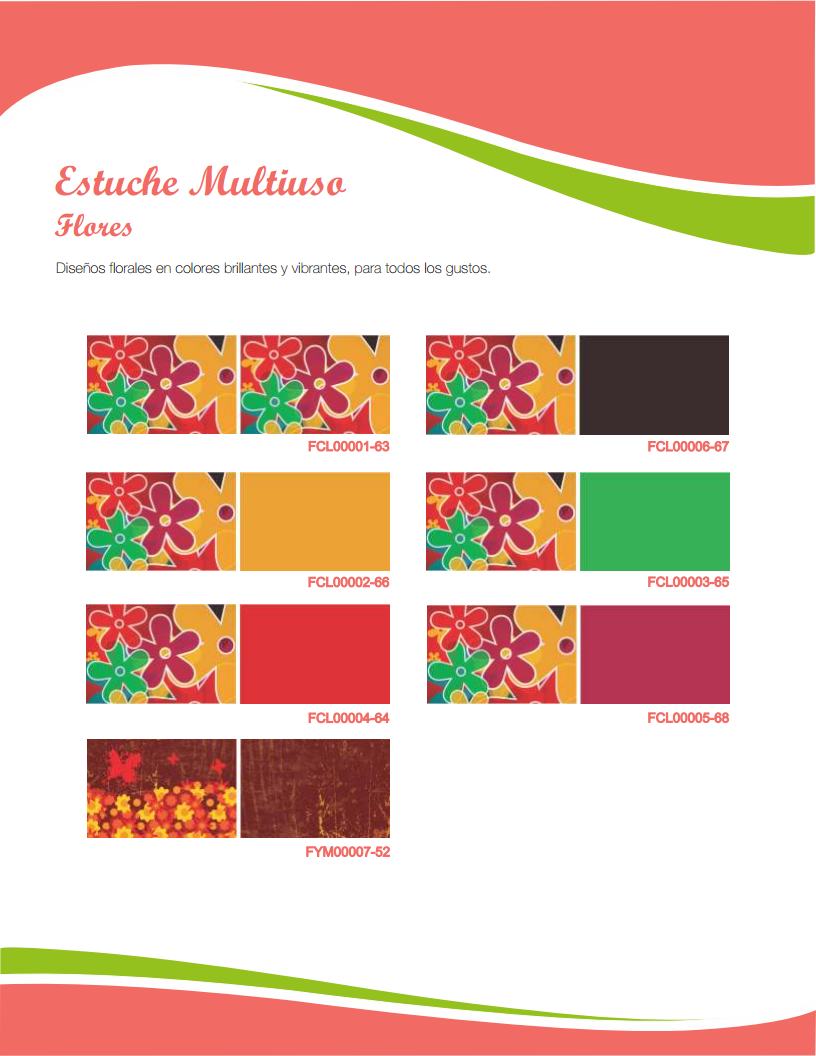 Estuche Multiuso
Flores
Diseños florales en colores brillantes y vibrantes, para todos los gustos.
FCL00001-63
FCL00006-67
FCL00002-66
FCL00003-65
FCL00004-64
FCL00005-68
FYM00007-52